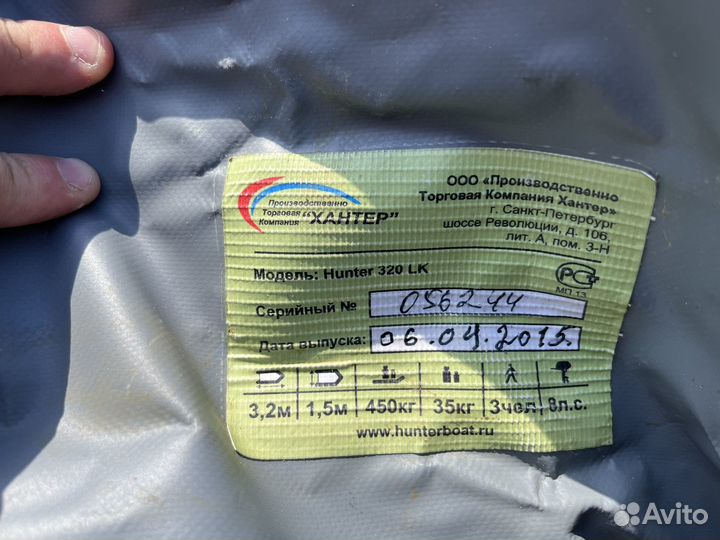 Производственно
Торговая
Компания "ХАНТЕР"
ООО «Производственно
Торговая Компания Хантер»
г. Санкт-Петербург
шоссе Революции, д. 106,
лит. А, пом. 3-Н
Модель: Hunter 320 LK
РСТ
МП 13
Серийный № 056244
Дата выпуска: 06.04.2015.
3,2м 1,5м 450кг 35кг 3чел 8л.с.
www.hunterboat.ru
Avito